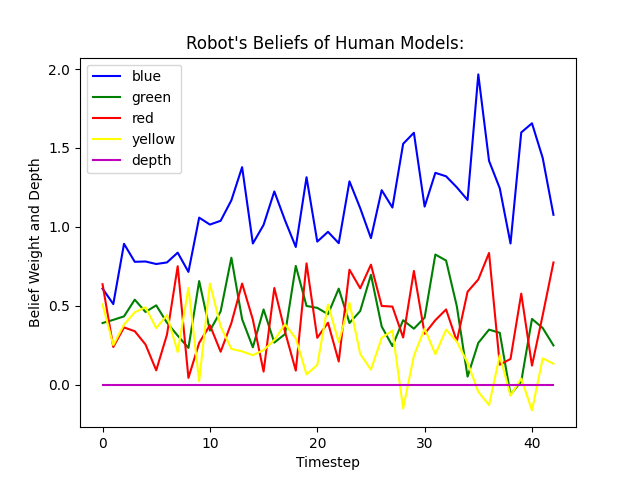 Robot's Beliefs of Human Models:
blue
green
red
yellow
depth
Belief Weight and Depth
2.0
1.5
1.0
0.5
0.0
0 10 20 30 40
Timestep